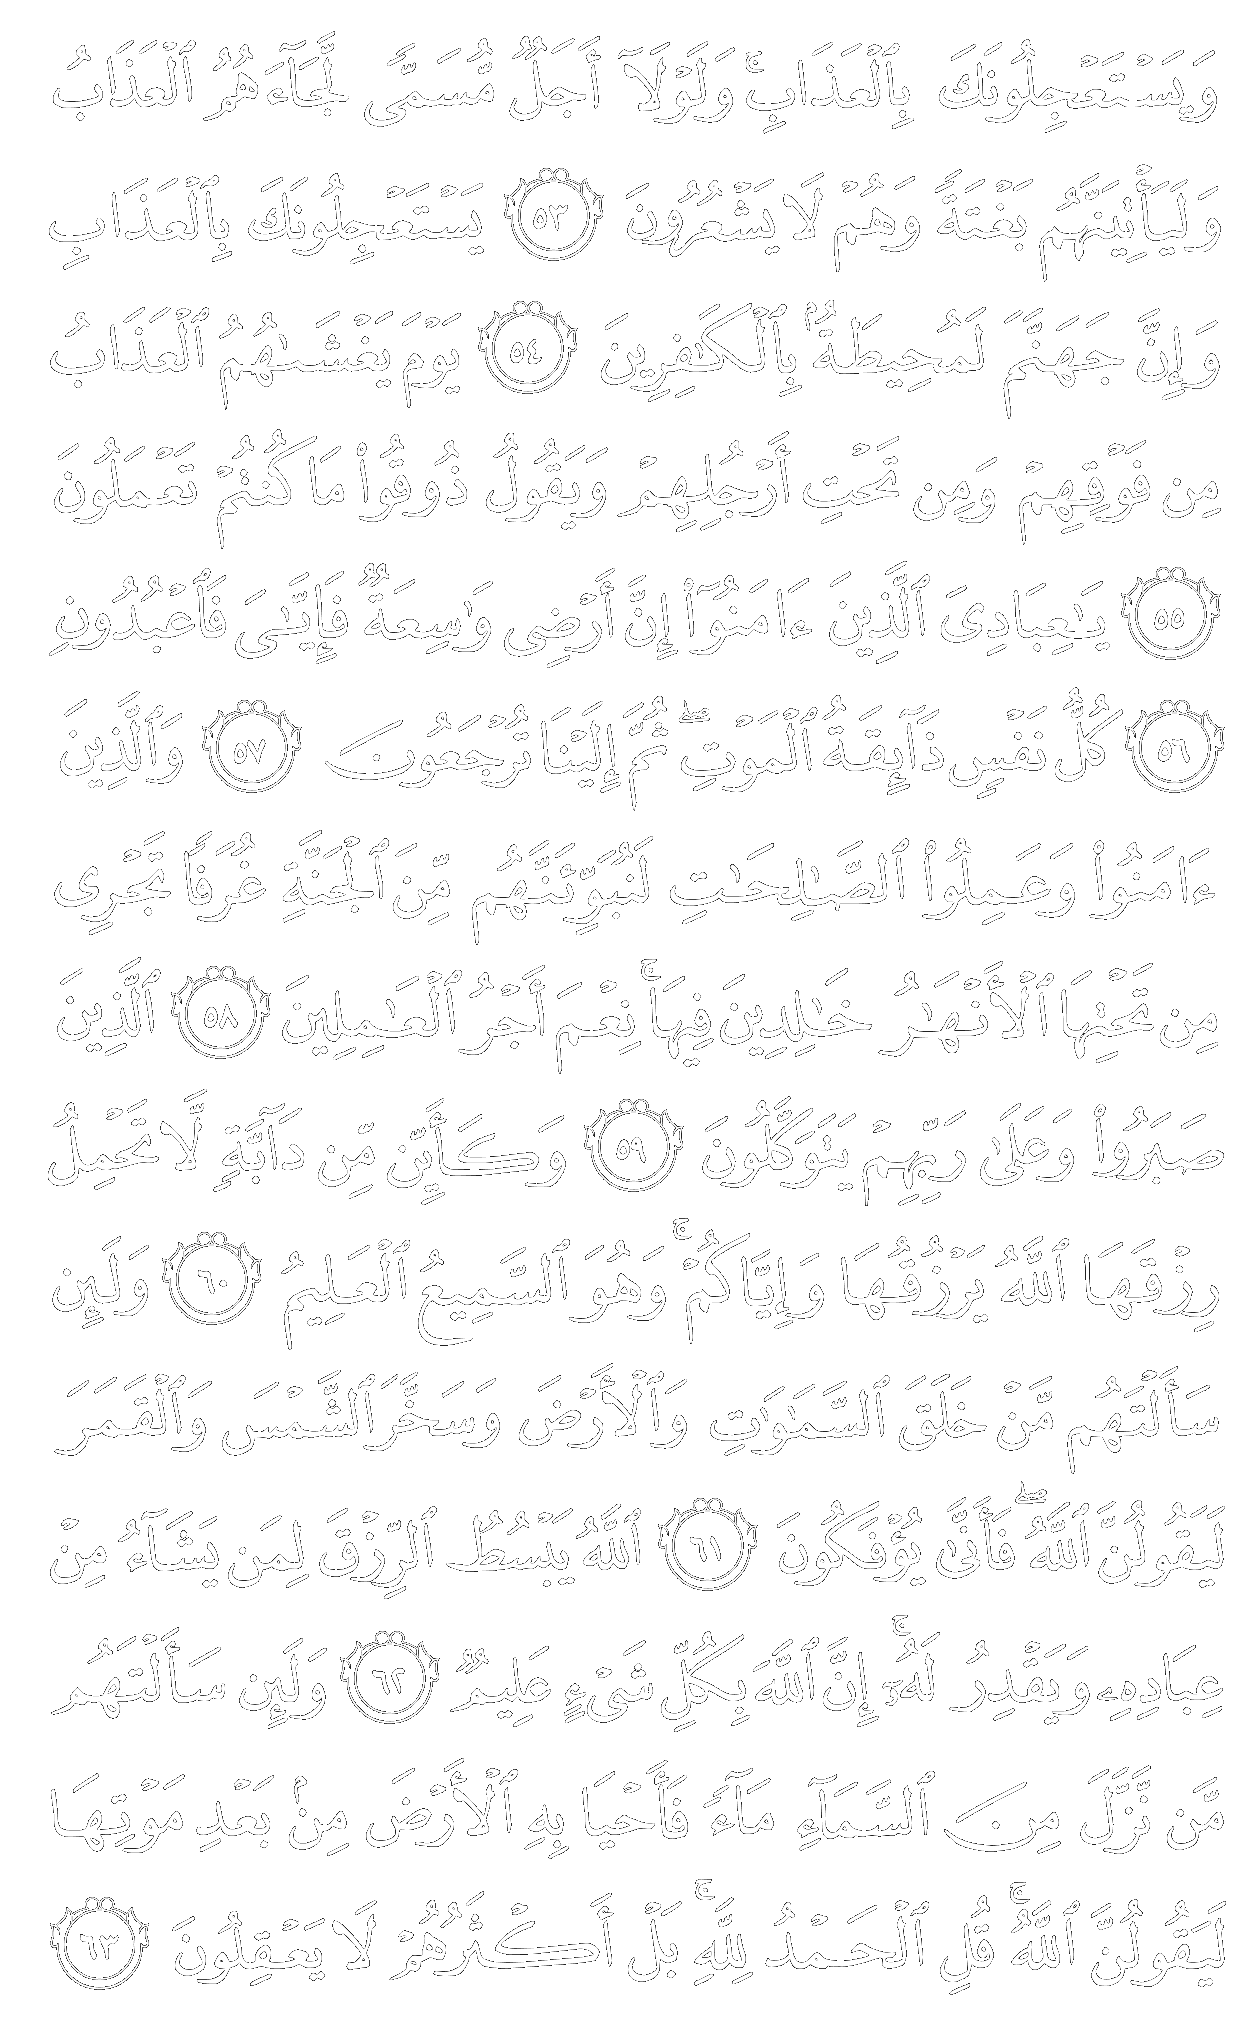 وَيَسْتَعْجِلُونَكَ بِٱلْعَذَابِ ۚ وَلَوْلَآ أَجَلٌ مُّسَمًّى لَّجَآءَهُمُ ٱلْعَذَابُ
وَلَيَأْتِيَنَّهُم بَغْتَةً وَهُمْ لَا يَشْعُرُونَ ٥٣ يَسْتَعْجِلُونَكَ بِٱلْعَذَابِ
وَإِنَّ جَهَنَّمَ لَمُحِيطَةٌۢ بِٱلْكَٰفِرِينَ ٥٤ يَوْمَ يَغْشَىٰهُمُ ٱلْعَذَابُ
مِن فَوْقِهِمْ وَمِن تَحْتِ أَرْجُلِهِمْ وَيَقُولُ ذُوقُوا۟ مَا كُنتُمْ تَعْمَلُونَ
٥٥ يَٰعِبَادِىَ ٱلَّذِينَ ءَامَنُوٓا۟ إِنَّ أَرْضِى وَٰسِعَةٌ فَإِيَّٰىَ فَٱعْبُدُونِ
٥٦ كُلُّ نَفْسٍ ذَآئِقَةُ ٱلْمَوْتِ ۖ ثُمَّ إِلَيْنَا تُرْجَعُونَ ٥٧ وَٱلَّذِينَ
ءَامَنُوا۟ وَعَمِلُوا۟ ٱلصَّٰلِحَٰتِ لَنُبَوِّئَنَّهُم مِّنَ ٱلْجَنَّةِ غُرَفًا تَجْرِى
مِن تَحْتِهَا ٱلْأَنْهَٰرُ خَٰلِدِينَ فِيهَا ۚ نِعْمَ أَجْرُ ٱلْعَٰمِلِينَ ٥٨ ٱلَّذِينَ
صَبَرُوا۟ وَعَلَىٰ رَبِّهِمْ يَتَوَكَّلُونَ ٥٩ وَكَأَيِّن مِّن دَآبَّةٍ لَّا تَحْمِلُ
رِزْقَهَا ٱللَّهُ يَرْزُقُهَا وَإِيَّاكُمْ ۚ وَهُوَ ٱلسَّمِيعُ ٱلْعَلِيمُ ٦٠ وَلَئِن
سَأَلْتَهُم مَّنْ خَلَقَ ٱلسَّمَٰوَٰتِ وَٱلْأَرْضَ وَسَخَّرَ ٱلشَّمْسَ وَٱلْقَمَرَ
لَيَقُولُنَّ ٱللَّهُ ۖ فَأَنَّىٰ يُؤْفَكُونَ ٦١ ٱللَّهُ يَبْسُطُ ٱلرِّزْقَ لِمَن يَشَآءُ مِنْ
عِبَادِهِۦ وَيَقْدِرُ لَهُۥٓ ۚ إِنَّ ٱللَّهَ بِكُلِّ شَىْءٍ عَلِيمٌ ٦٢ وَلَئِن سَأَلْتَهُم
مَّن نَّزَّلَ مِنَ ٱلسَّمَآءِ مَآءً فَأَحْيَا بِهِ ٱلْأَرْضَ مِنۢ بَعْدِ مَوْتِهَا
لَيَقُولُنَّ ٱللَّهُ ۚ قُلِ ٱلْحَمْدُ لِلَّهِ ۚ بَلْ أَكْثَرُهُمْ لَا يَعْقِلُونَ ٦٣